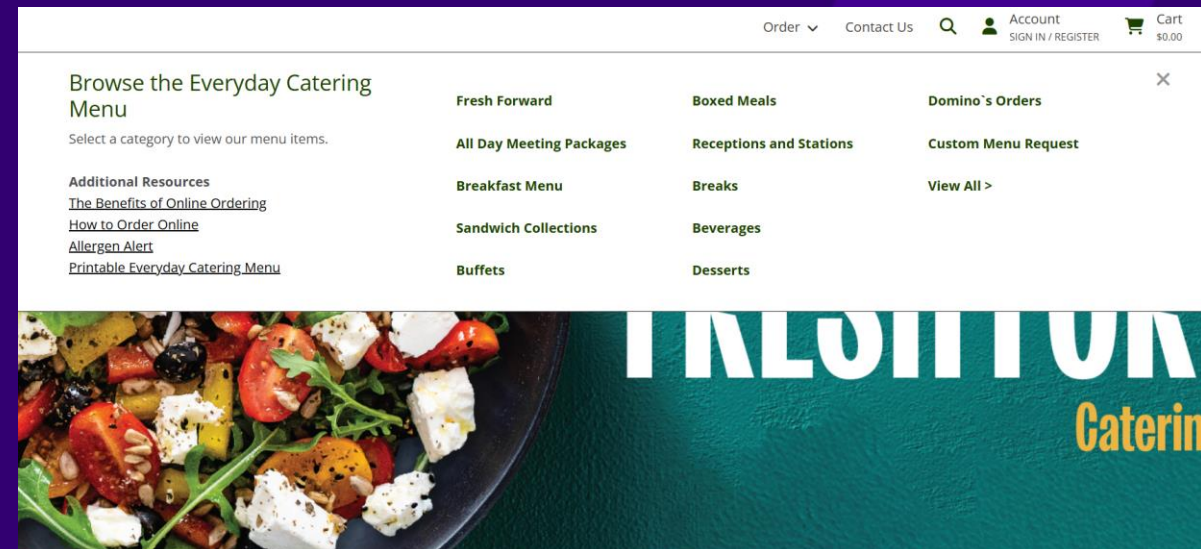 Order
Contact Us
Account
SIGN IN / REGISTER
Cart
$0.00
Browse the Everyday Catering
Menu
Select a category to view our menu items.
Additional Resources
The Benefits of Online Ordering
How to Order Online
Allergen Alert
Printable Everyday Catering Menu
Fresh Forward
All Day Meeting Packages
Breakfast Menu
Sandwich Collections
Buffets
Boxed Meals
Receptions and Stations
Breaks
Beverages
Desserts
Domino`s Orders
Custom Menu Request
View All >
FRESH FOR
Caterin